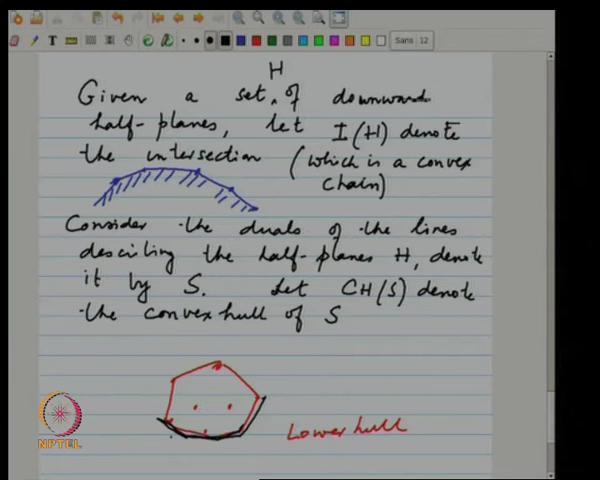 Sans 12
H
Given a set of downward
half-planes, let I(H) denote
the intersection (which is a convex
chain)
Consider the duals of the lines
describing the half-planes H, denote
it by S. Let CH(S) denote
the convex hull of S
Lower hull
NPTEL